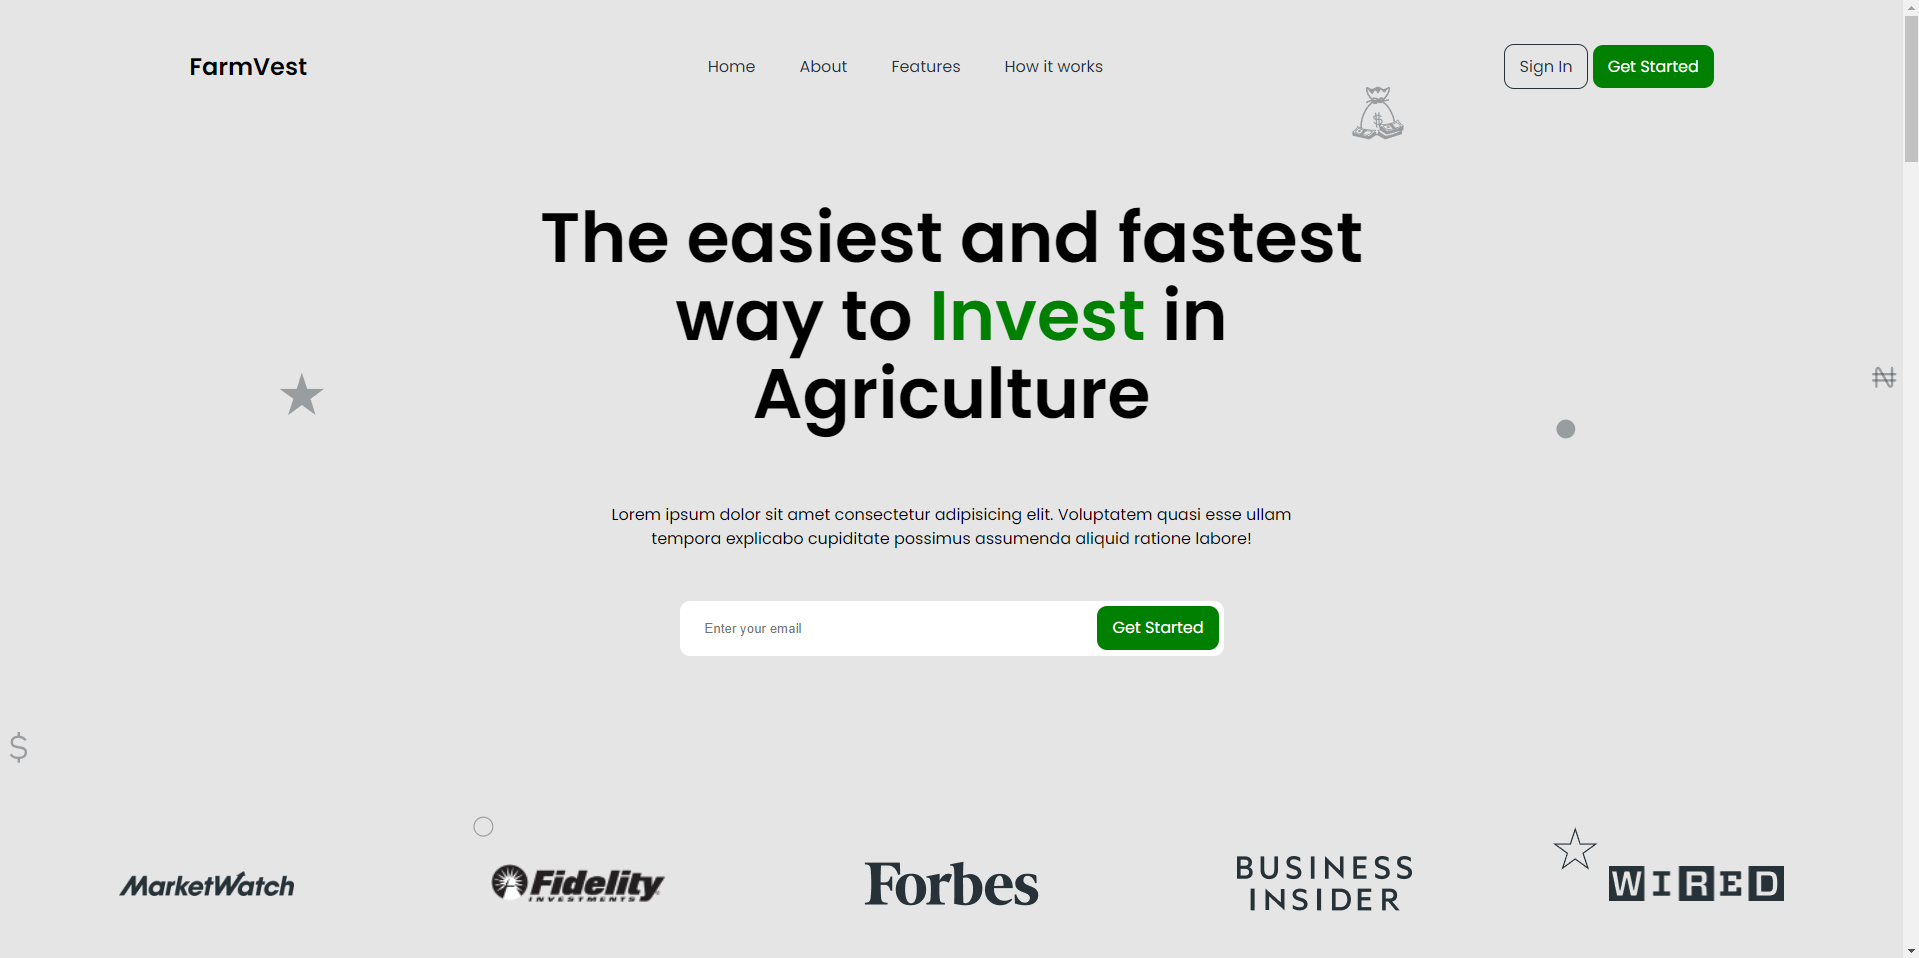 FarmVest
Home
About
Features
How it works
Sign In
Get Started
$
The easiest and fastest
way to Invest in
Agriculture
₦
Lorem ipsum dolor sit amet consectetur adipisicing elit. Voluptatem quasi esse ullam
tempora explicabo cupiditate possimus assumenda aliquid ratione labore!
Enter your email
Get Started
$
MarketWatch
Fidelity
INVESTMENTS
Forbes
BUSINESS
INSIDER
WIRED